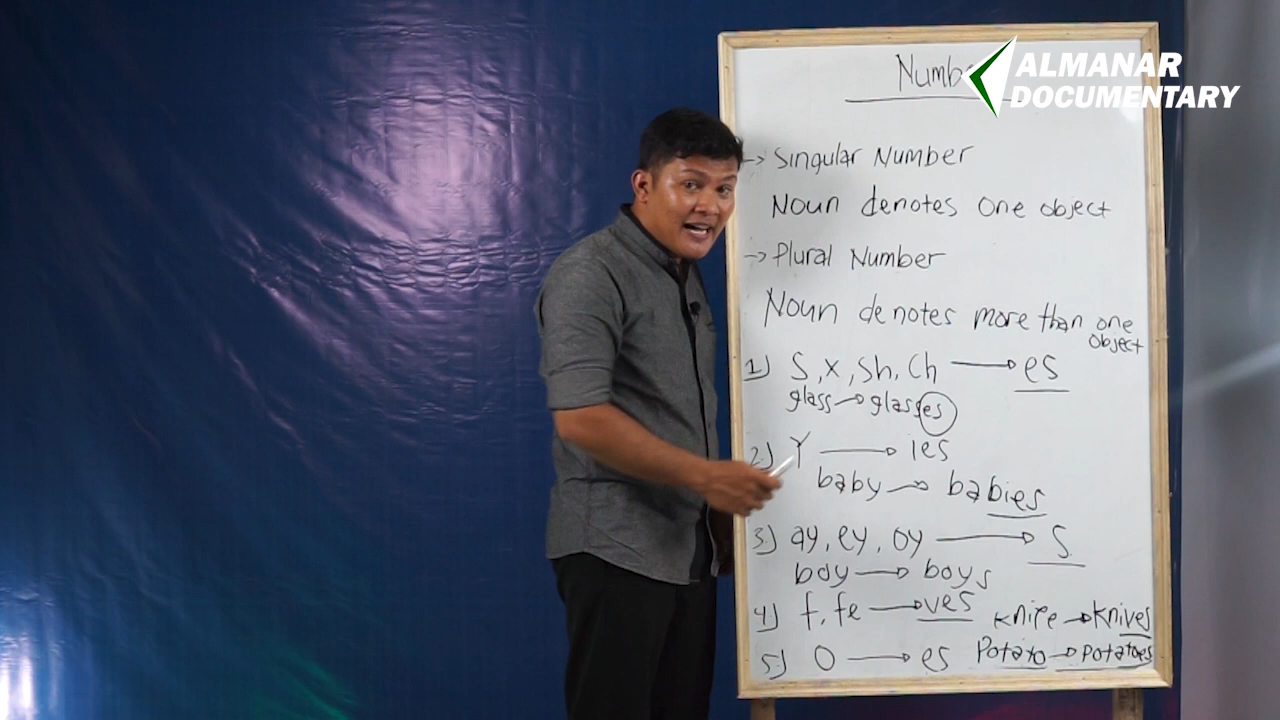 Numbe
ALMANAR
DOCUMENTARY
-> Singular Number
Noun denotes one object
-> Plural Number
Noun denotes more than one
object
1) S, x, sh, ch → es
glass → glasses
2) Y → ies
baby → babies
3) ay, ey, oy → s
boy → boys
4) f, fe → ves knife → knives
5) O → es Potato → potatoes